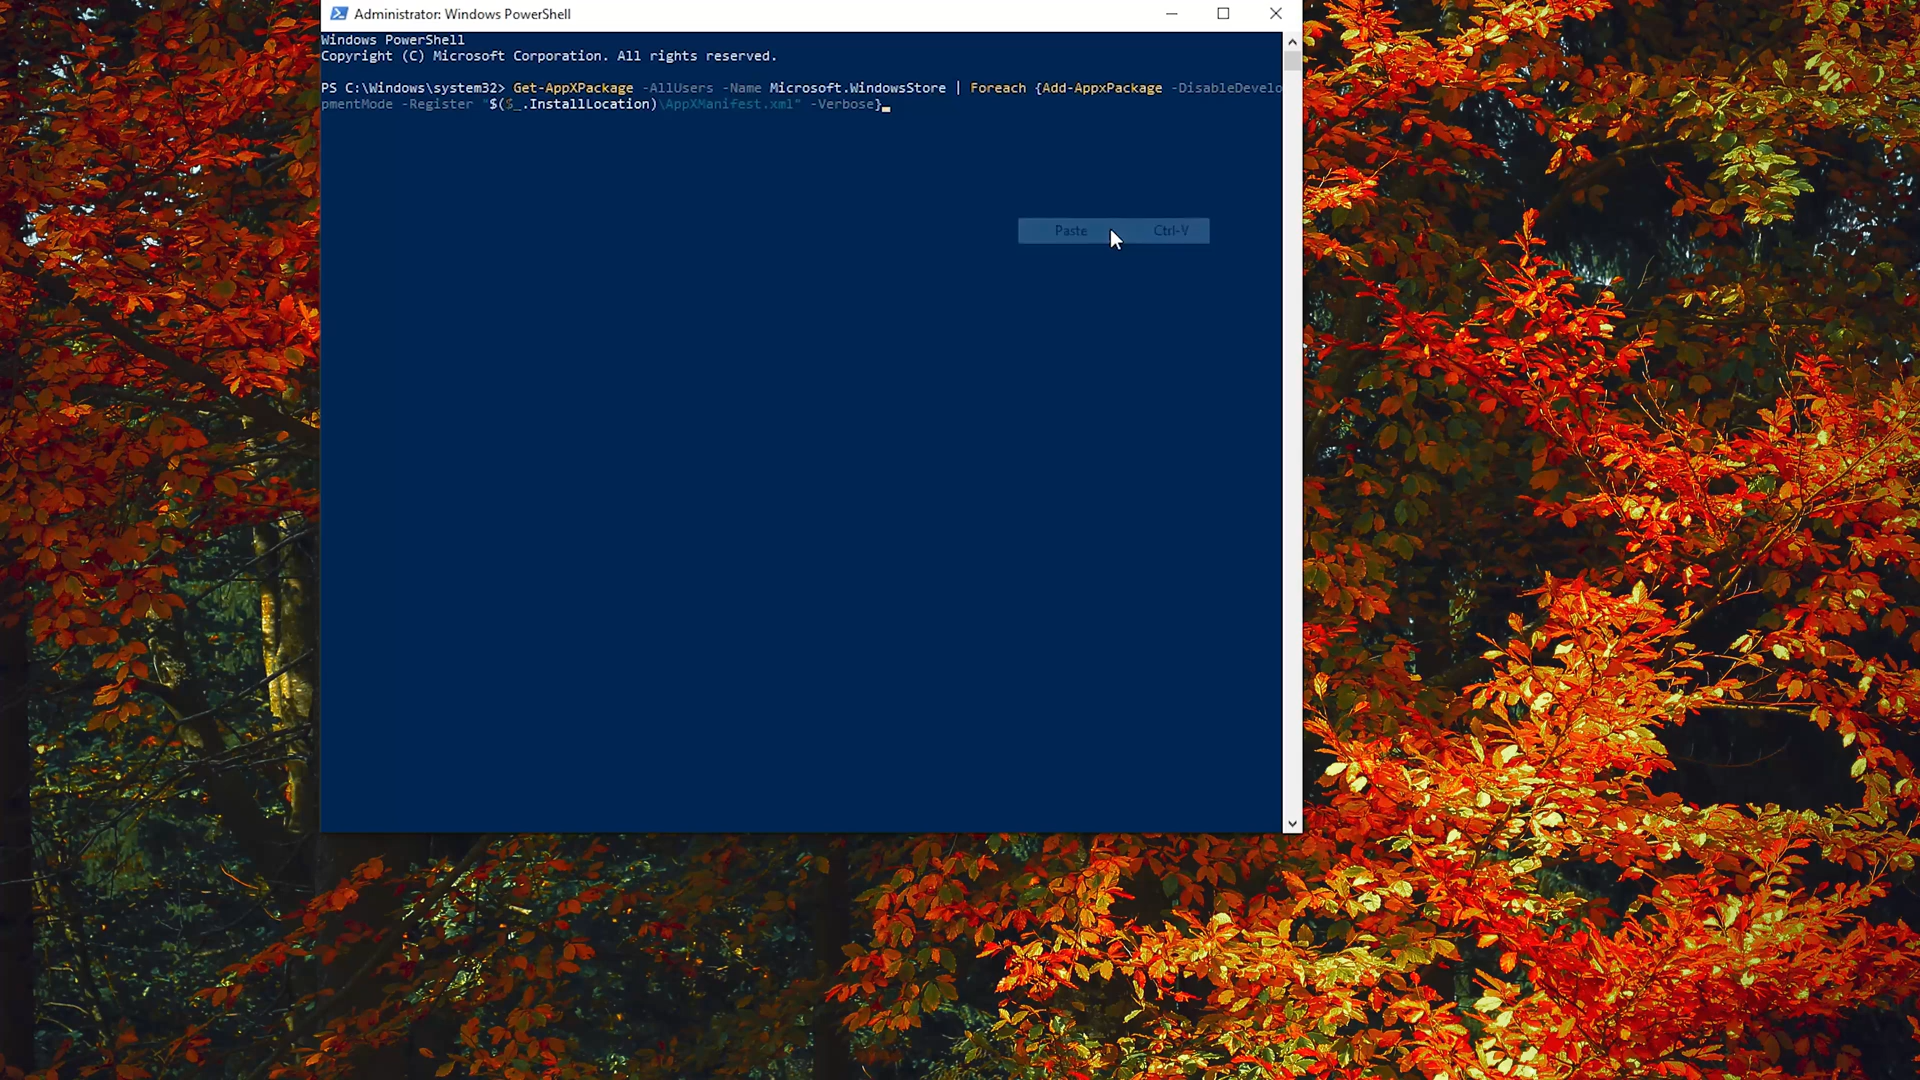 Administrator: Windows PowerShell
Windows PowerShell
Copyright (C) Microsoft Corporation. All rights reserved.
PS C:\Windows\system32> Get-AppXPackage -AllUsers -Name Microsoft.WindowsStore | Foreach {Add-AppxPackage -DisableDevelo
pmentMode -Register "$($_.InstallLocation)\AppXManifest.xml" -Verbose}
Paste Ctrl-V